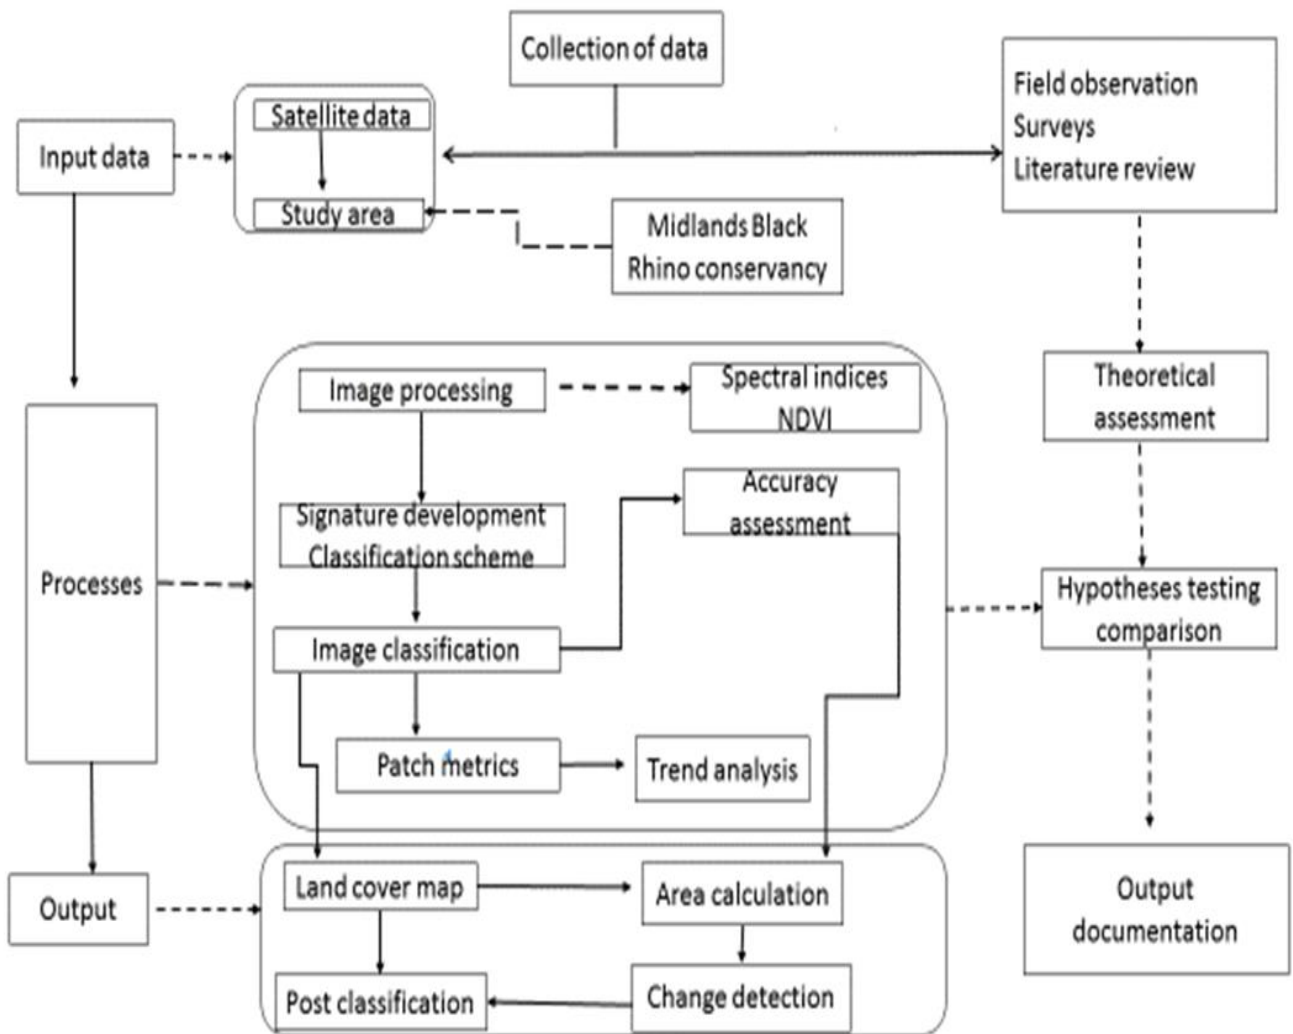 Collection of data
Field observation
Surveys
Literature review
Satellite data
Input data
Study area
Midlands Black
Rhino conservancy
Image processing
Spectral indices
NDVI
Theoretical
assessment
Accuracy
assessment
Signature development
Classification scheme
Processes
Hypotheses testing
comparison
Image classification
Patch metrics
Trend analysis
Land cover map
Area calculation
Output
Output
documentation
Post classification
Change detection